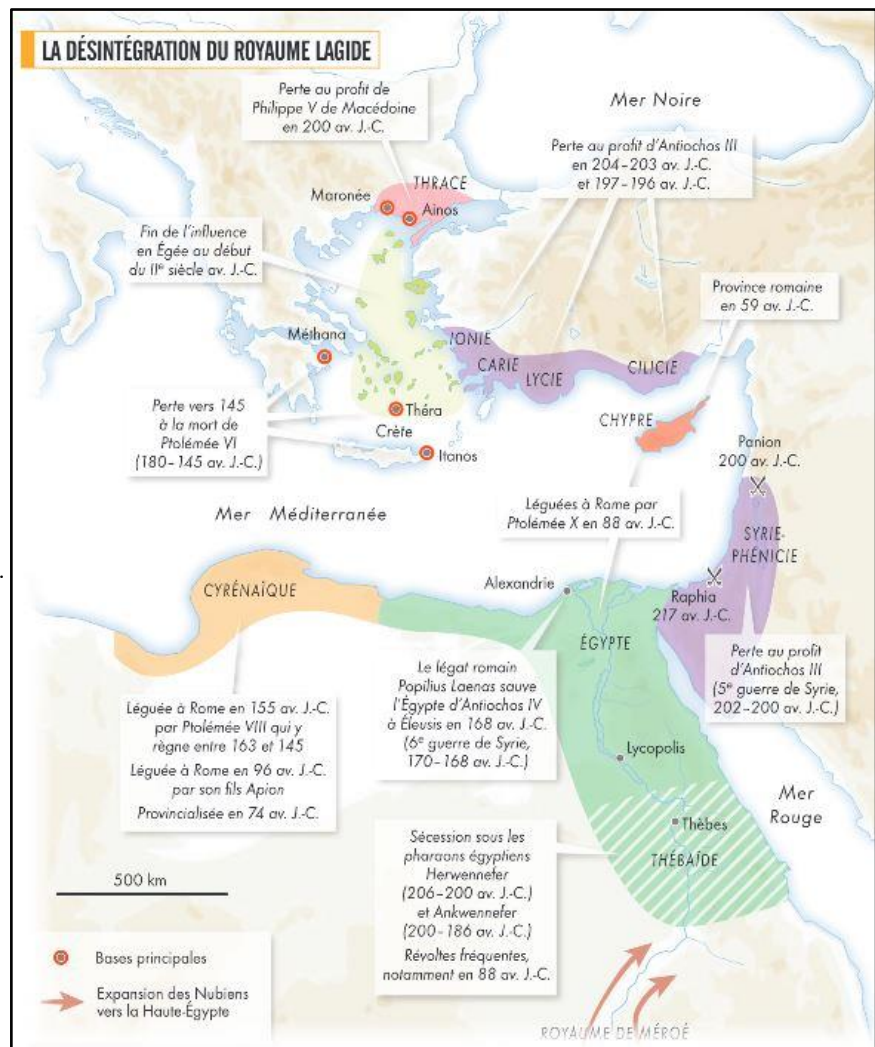 LA DÉSINTÉGRATION DU ROYAUME LAGIDE
Perte au profit de
Philippe V de Macédoine
en 200 av. J.-C.
Mer Noire
Perte au profit d'Antiochos III
en 204–203 av. J.-C.
et 197–196 av. J.-C.
THRACE
Maronée
Ainos
Fin de l'influence
en Égée au début
du IIe siècle av. J.-C.
Province romaine
en 59 av. J.-C.
Méthana
IONIE
CARIE
LYCIE
CILICIE
Perte vers 145
à la mort de
Ptolémée VI
(180–145 av. J.-C.)
Théra
Crète
Itanos
CHYPRE
Panion
200 av. J.-C.
Mer Méditerranée
Léguées à Rome par
Ptolémée X en 88 av. J.-C.
SYRIE-
PHÉNICIE
CYRÉNAÏQUE
Alexandrie
Raphia
217 av. J.-C.
ÉGYPTE
Léguée à Rome en 155 av. J.-C.
par Ptolémée VIII qui y
règne entre 163 et 145
Léguée à Rome en 96 av. J.-C.
par son fils Apion
Provincialisée en 74 av. J.-C.
Le légat romain
Popilius Laenas sauve
l'Égypte d'Antiochos IV
à Éleusis en 168 av. J.-C.
(6e guerre de Syrie,
170–168 av. J.-C.)
Perte au profit
d'Antiochos III
(5e guerre de Syrie,
202–200 av. J.-C.)
Lycopolis
Mer
Rouge
Thèbes
THÉBAÏDE
Sécession sous les
pharaons égyptiens
Herwennefer
(206–200 av. J.-C.)
et Ankwennefer
(200–186 av. J.-C.)
Révoltes fréquentes,
notamment en 88 av. J.-C.
500 km
Bases principales
Expansion des Nubiens
vers la Haute-Égypte
ROYAUME DE MÉROÉ